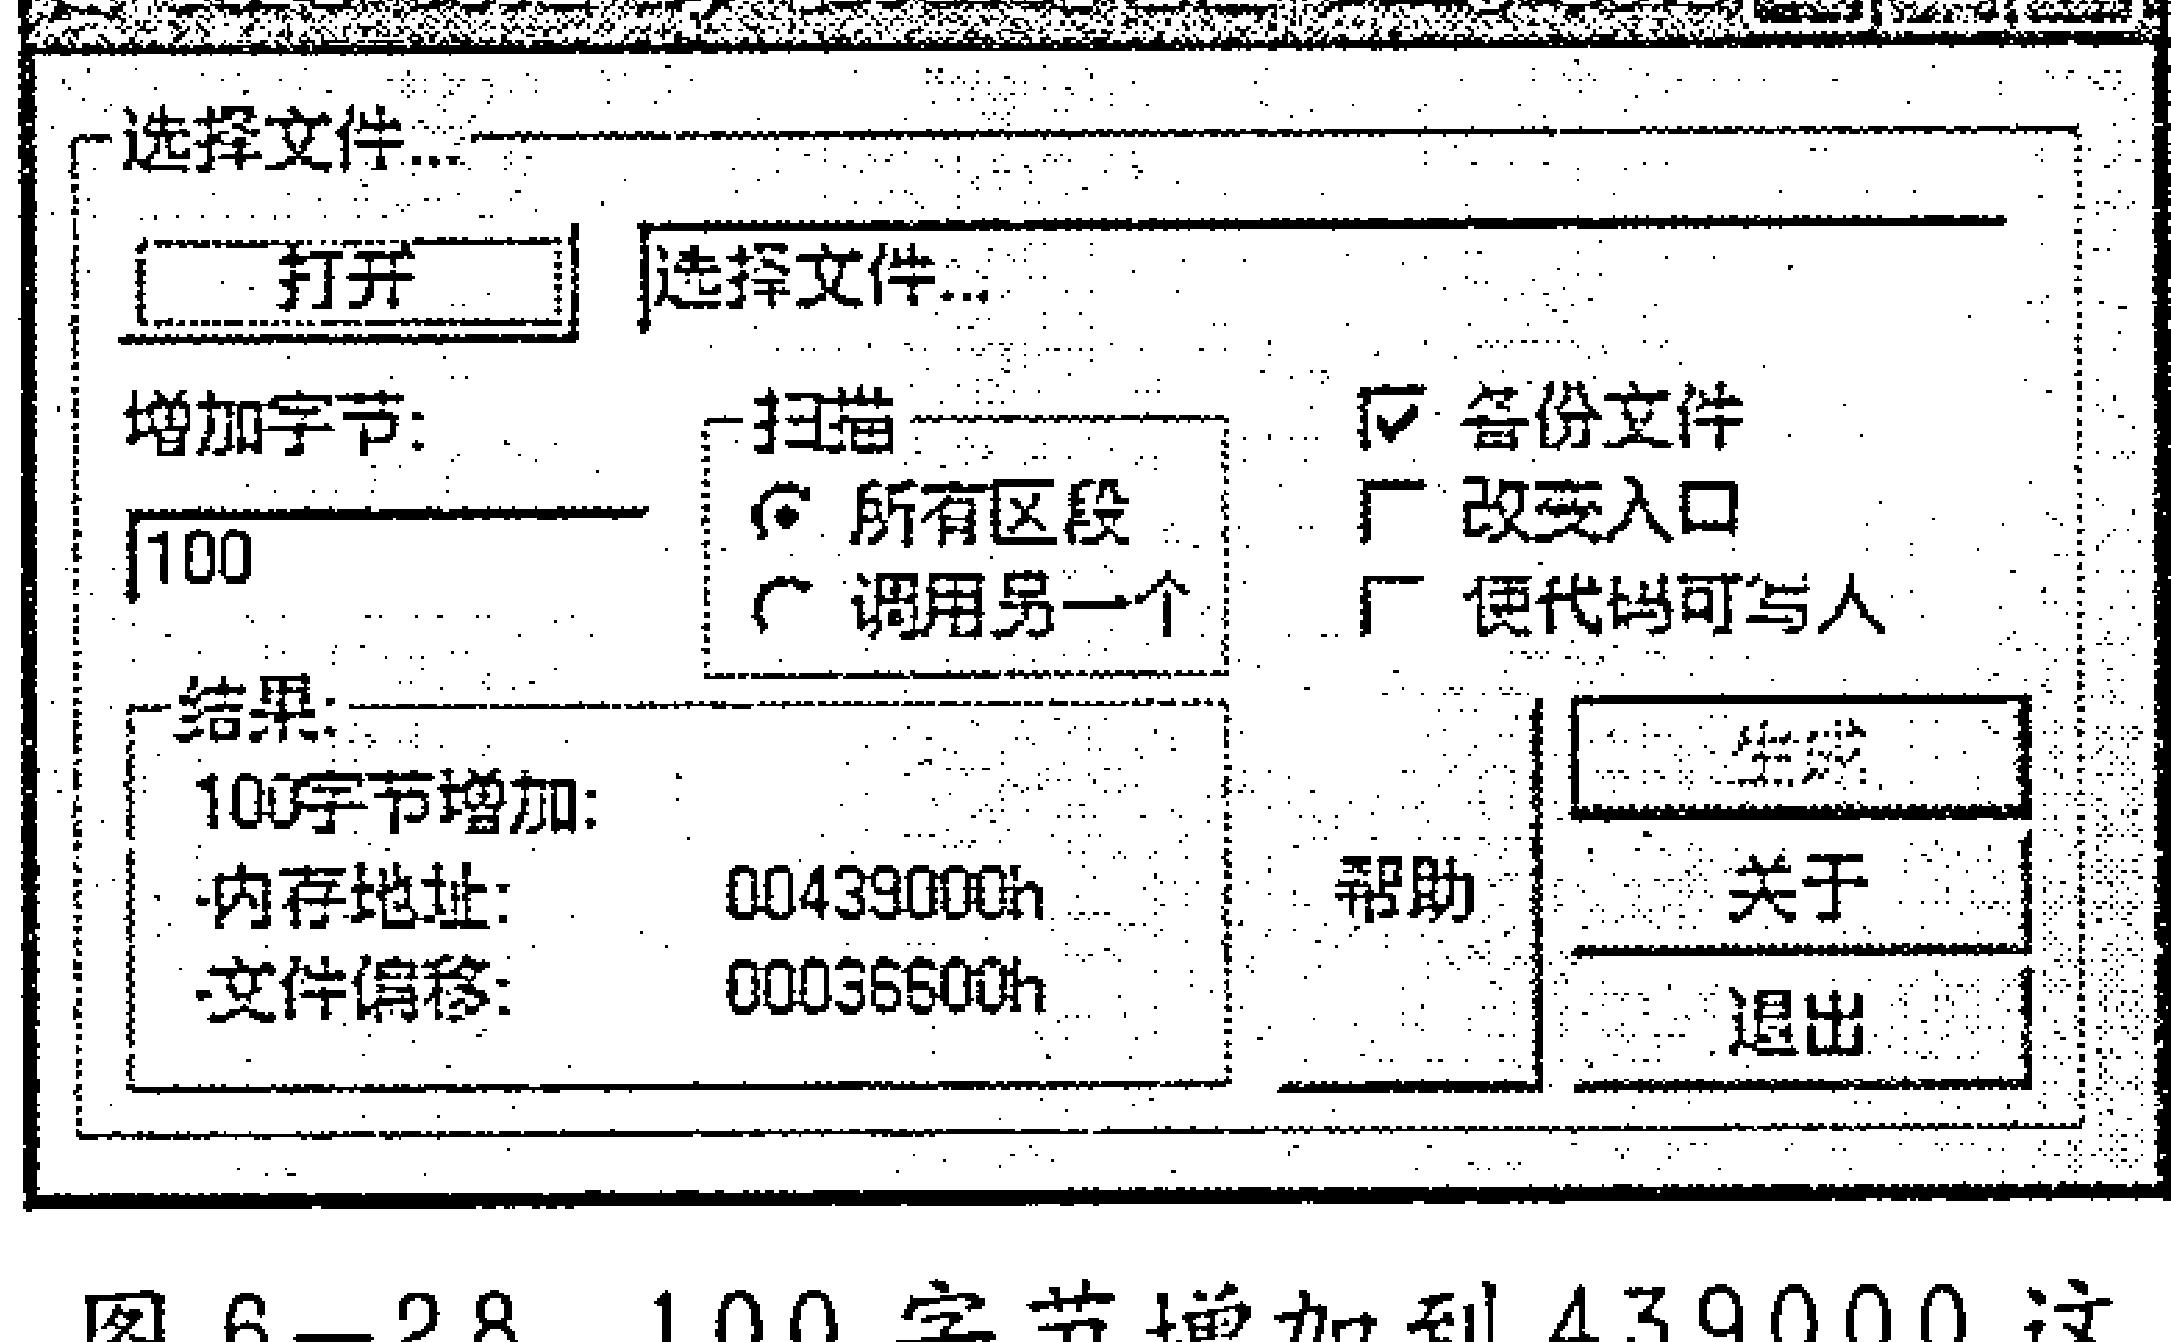 选择文件...
打开
选择文件...
增加字节:
100
扫描
所有区段
调用另一个
备份文件
改变入口
使代码可写人
结果:
100字节增加:
·内存地址:
00439000h
·文件偏移:
00036600h
帮助
关于
退出
图 6-28 100 字节增加到 439000 这